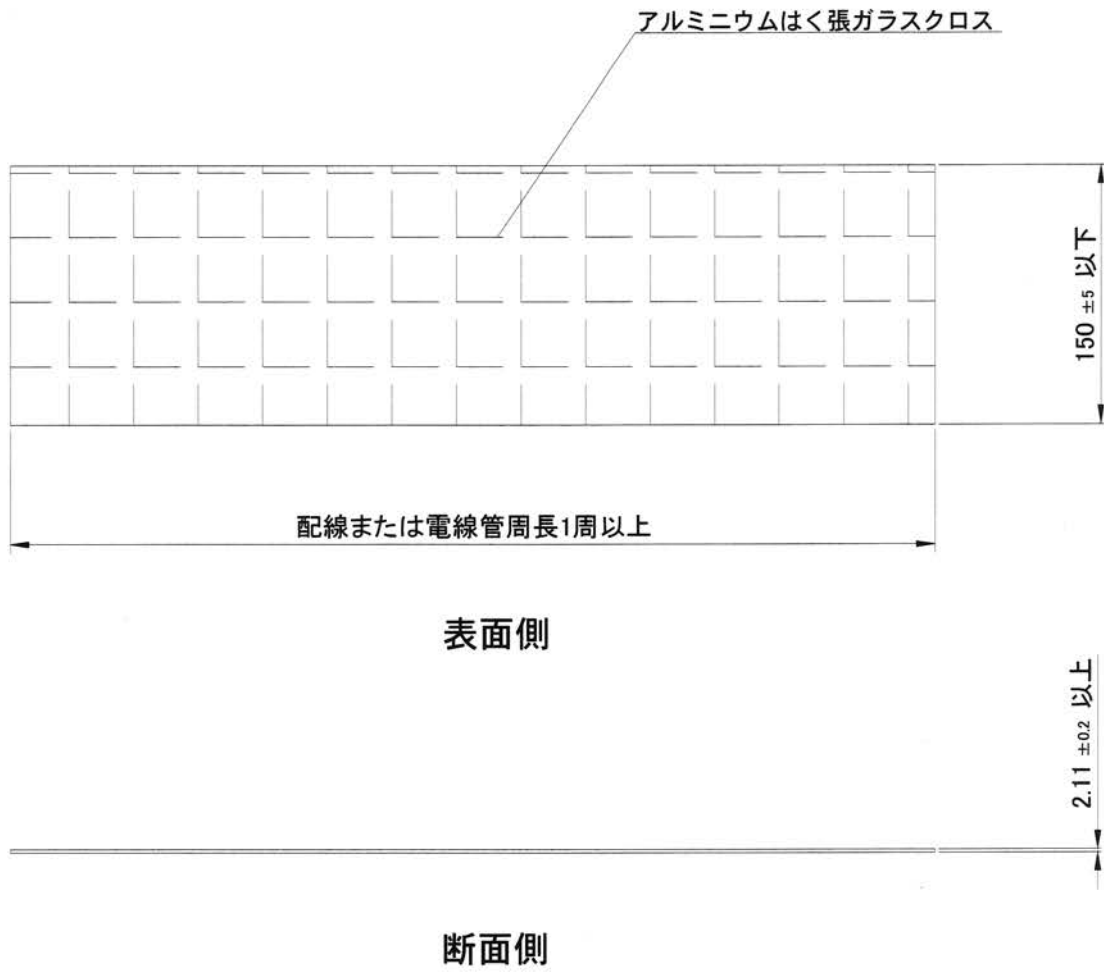 アルミニウムはく張ガラスクロス
150 ±5 以下
配線または電線管周長1周以上
表面側
2.11 ±0.2 以上
断面側